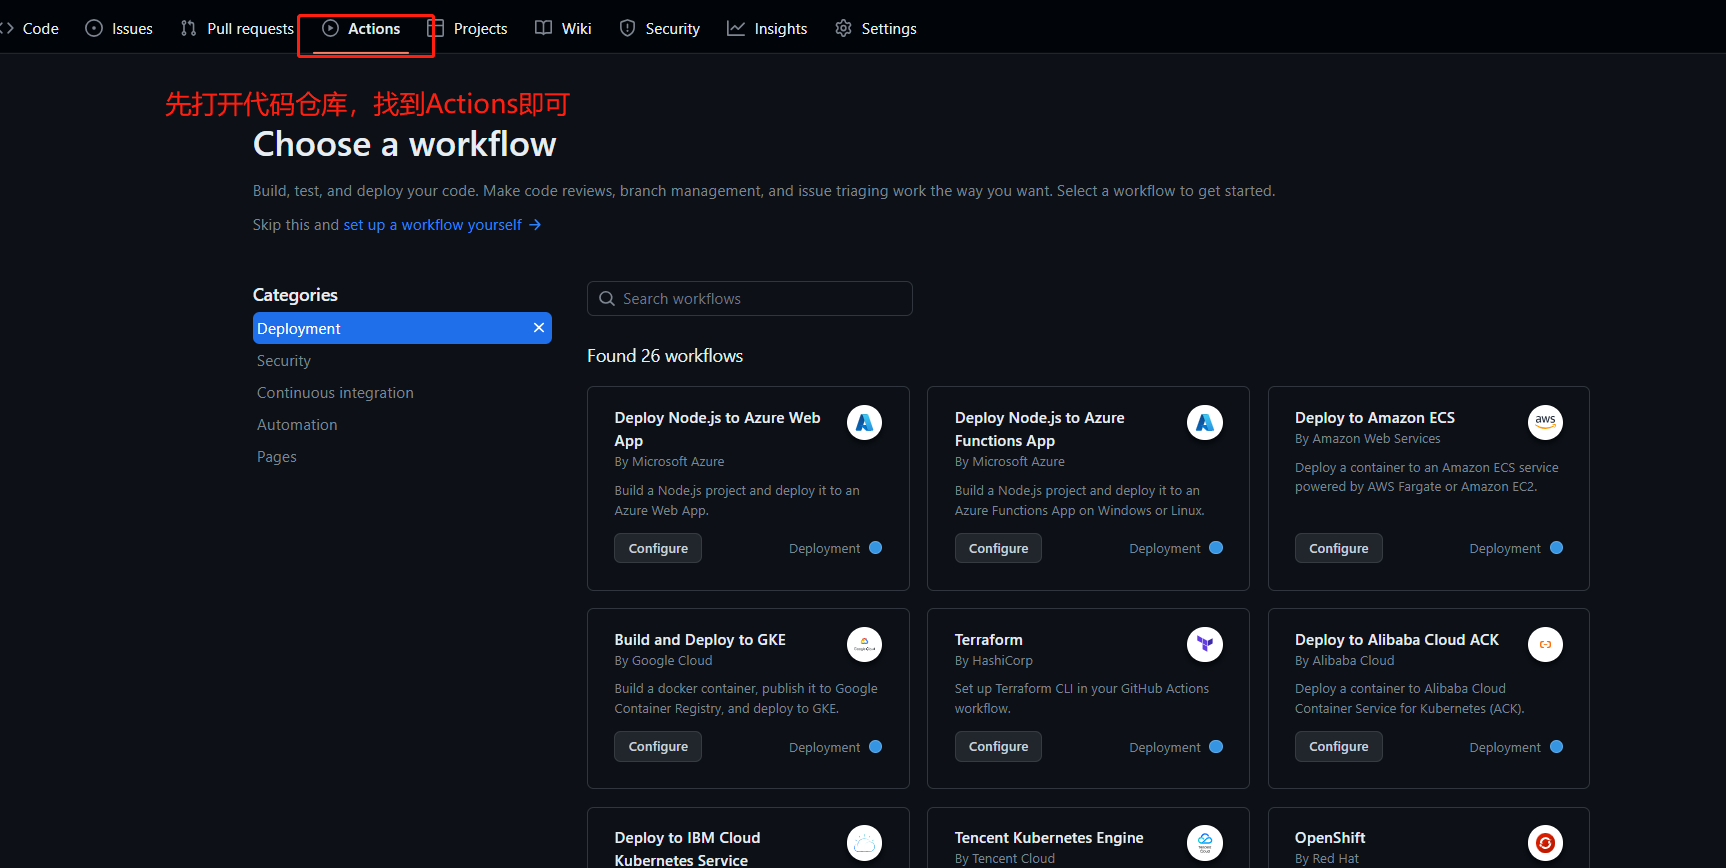 Code Issues Pull requests Actions Projects Wiki Security Insights Settings
先打开代码仓库，找到Actions即可
Choose a workflow
Build, test, and deploy your code. Make code reviews, branch management, and issue triaging work the way you want. Select a workflow to get started.
Skip this and set up a workflow yourself →
Categories
Deployment
Security
Continuous integration
Automation
Pages
Search workflows
Found 26 workflows
Deploy Node.js to Azure Web
App
By Microsoft Azure
Build a Node.js project and deploy it to an
Azure Web App.
Configure Deployment
Deploy Node.js to Azure
Functions App
By Microsoft Azure
Build a Node.js project and deploy it to an
Azure Functions App on Windows or Linux.
Configure Deployment
Deploy to Amazon ECS
By Amazon Web Services
aws
Deploy a container to an Amazon ECS service
powered by AWS Fargate or Amazon EC2.
Configure Deployment
Build and Deploy to GKE
By Google Cloud
Google Cloud
Build a docker container, publish it to Google
Container Registry, and deploy to GKE.
Configure Deployment
Terraform
By HashiCorp
Set up Terraform CLI in your GitHub Actions
workflow.
Configure Deployment
Deploy to Alibaba Cloud ACK
By Alibaba Cloud
Deploy a container to Alibaba Cloud
Container Service for Kubernetes (ACK).
Configure Deployment
Deploy to IBM Cloud
Kubernetes Service
Tencent Kubernetes Engine
By Tencent Cloud
Tencent
Cloud
OpenShift
By Red Hat